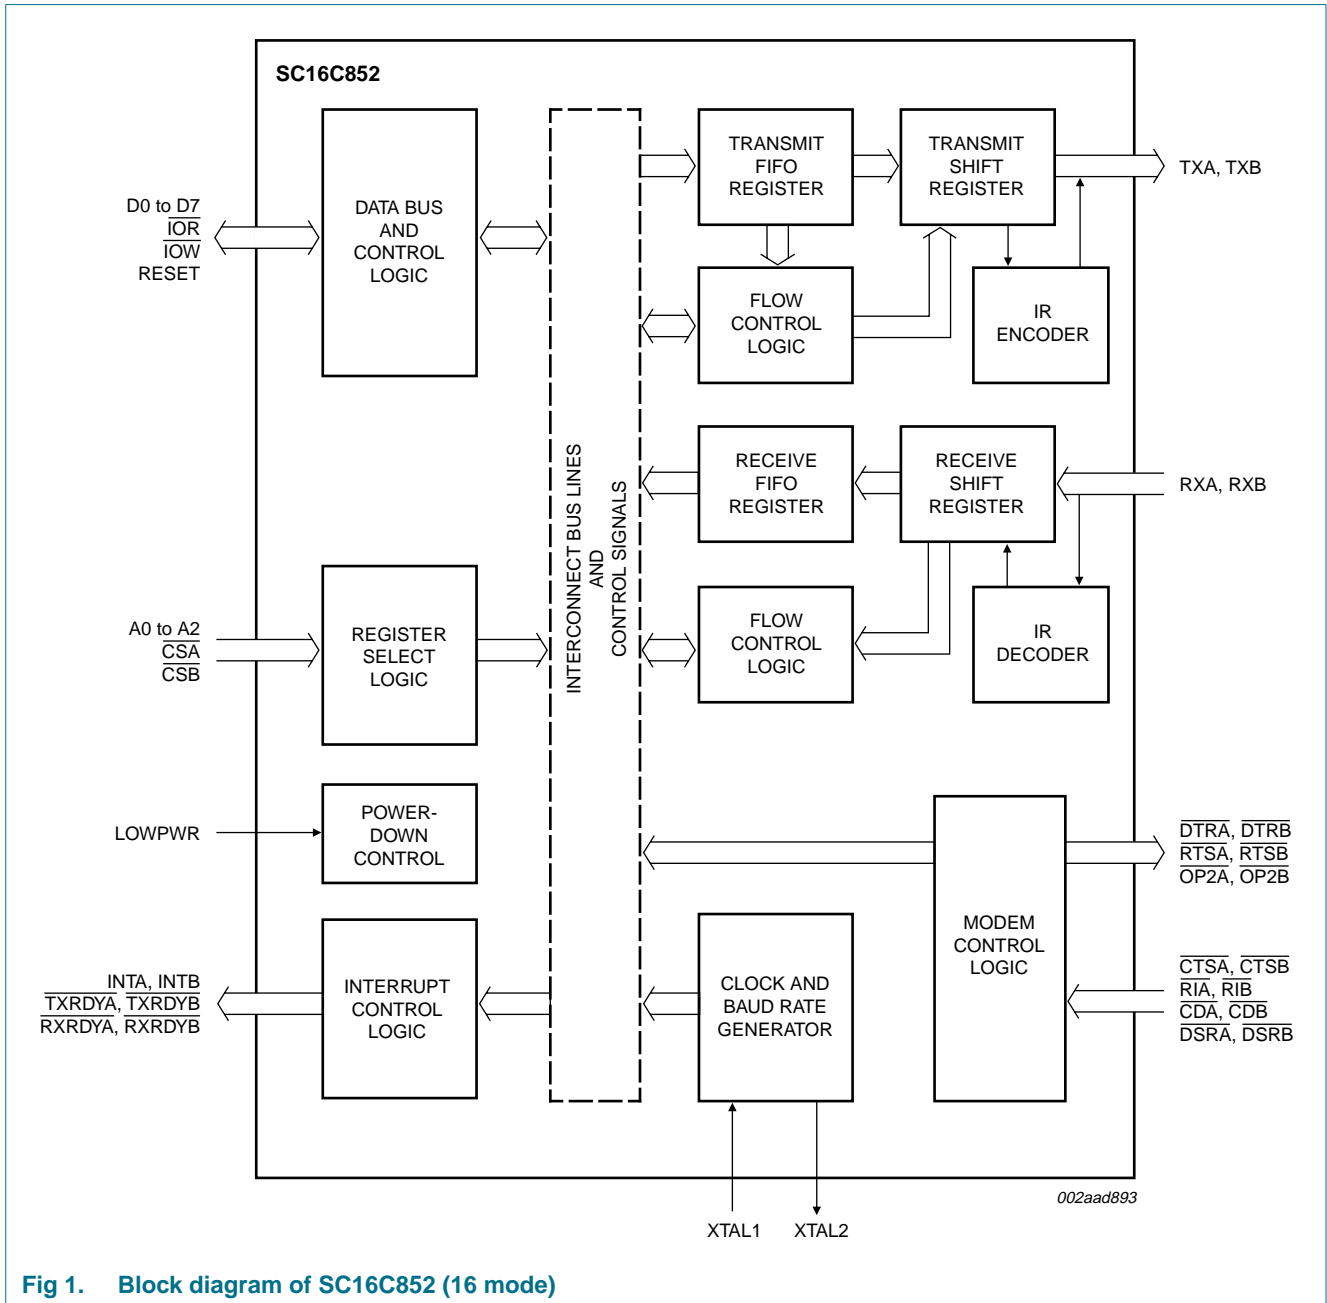 SC16C852
D0 to D7
IOR
IOW
RESET
DATA BUS
AND
CONTROL
LOGIC
A0 to A2
CSA
CSB
REGISTER
SELECT
LOGIC
LOWPWR
POWER-
DOWN
CONTROL
INTA, INTB
TXRDYA, TXRDYB
RXRDYA, RXRDYB
INTERRUPT
CONTROL
LOGIC
INTERCONNECT BUS LINES
AND
CONTROL SIGNALS
TRANSMIT
FIFO
REGISTER
TRANSMIT
SHIFT
REGISTER
TXA, TXB
FLOW
CONTROL
LOGIC
IR
ENCODER
RECEIVE
FIFO
REGISTER
RECEIVE
SHIFT
REGISTER
RXA, RXB
FLOW
CONTROL
LOGIC
IR
DECODER
DTRA, DTRB
RTSA, RTSB
OP2A, OP2B
MODEM
CONTROL
LOGIC
CTSA, CTSB
RIA, RIB
CDA, CDB
DSRA, DSRB
CLOCK AND
BAUD RATE
GENERATOR
XTAL1
XTAL2
002aad893
Fig 1. Block diagram of SC16C852 (16 mode)